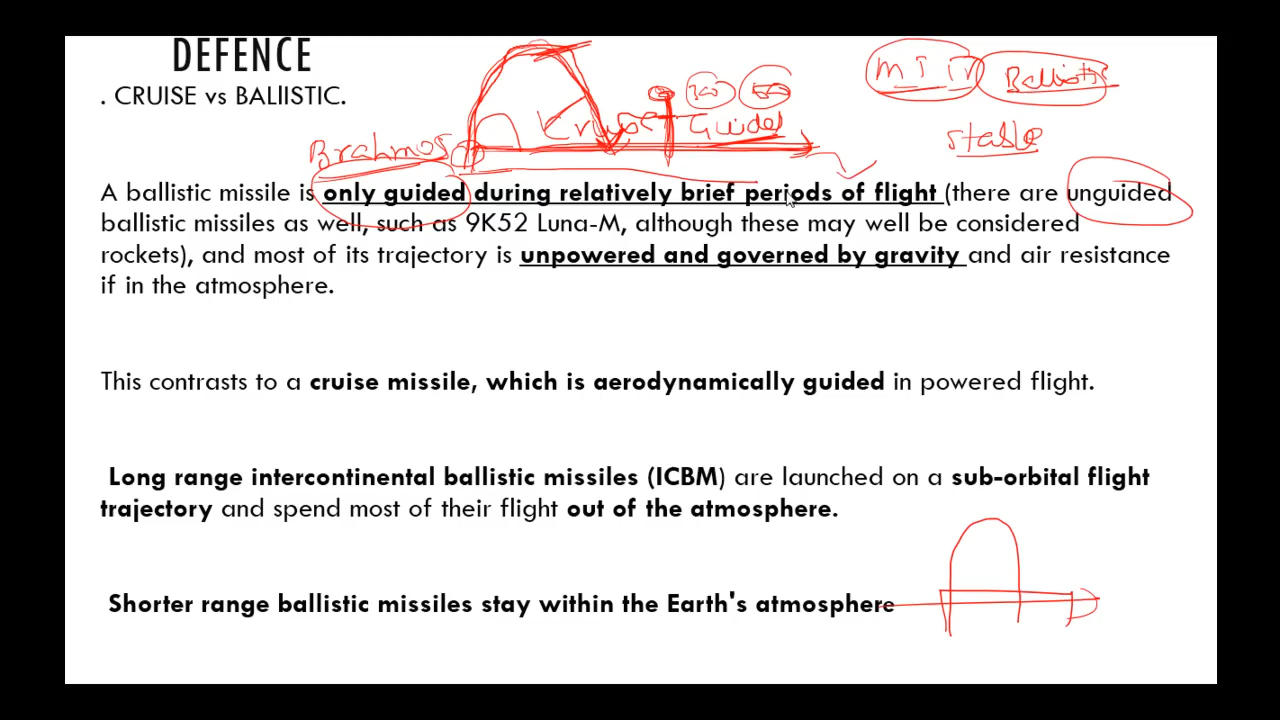 DEFENCE
. CRUISE vs BALIISTIC.
Brahmos
Cruise
Guided
Ballistic
stable
A ballistic missile is only guided during relatively brief periods of flight (there are unguided
ballistic missiles as well, such as 9K52 Luna-M, although these may well be considered
rockets), and most of its trajectory is unpowered and governed by gravity and air resistance
if in the atmosphere.
This contrasts to a cruise missile, which is aerodynamically guided in powered flight.
Long range intercontinental ballistic missiles (ICBM) are launched on a sub-orbital flight
trajectory and spend most of their flight out of the atmosphere.
Shorter range ballistic missiles stay within the Earth's atmosphere